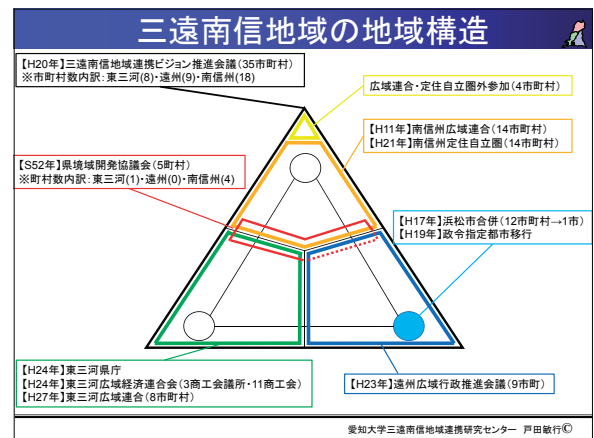 三遠南信地域の地域構造
【H20年】三遠南信地域連携ビジョン推進会議(35市町村)
※市町村数内訳:東三河(8)・遠州(9)・南信州(18)
広域連合・定住自立圏外参加(4市町村)
【H11年】南信州広域連合(14市町村)
【H21年】南信州定住自立圏(14市町村)
【S52年】県境域開発協議会(5町村)
※町村数内訳:東三河(1)・遠州(0)・南信州(4)
【H17年】浜松市合併(12市町村→1市)
【H19年】政令指定都市移行
【H24年】東三河県庁
【H24年】東三河広域経済連合会(3商工会議所・11商工会)
【H27年】東三河広域連合(8市町村)
【H23年】遠州広域行政推進会議(9市町)
愛知大学三遠南信地域連携研究センター 戸田敏行©